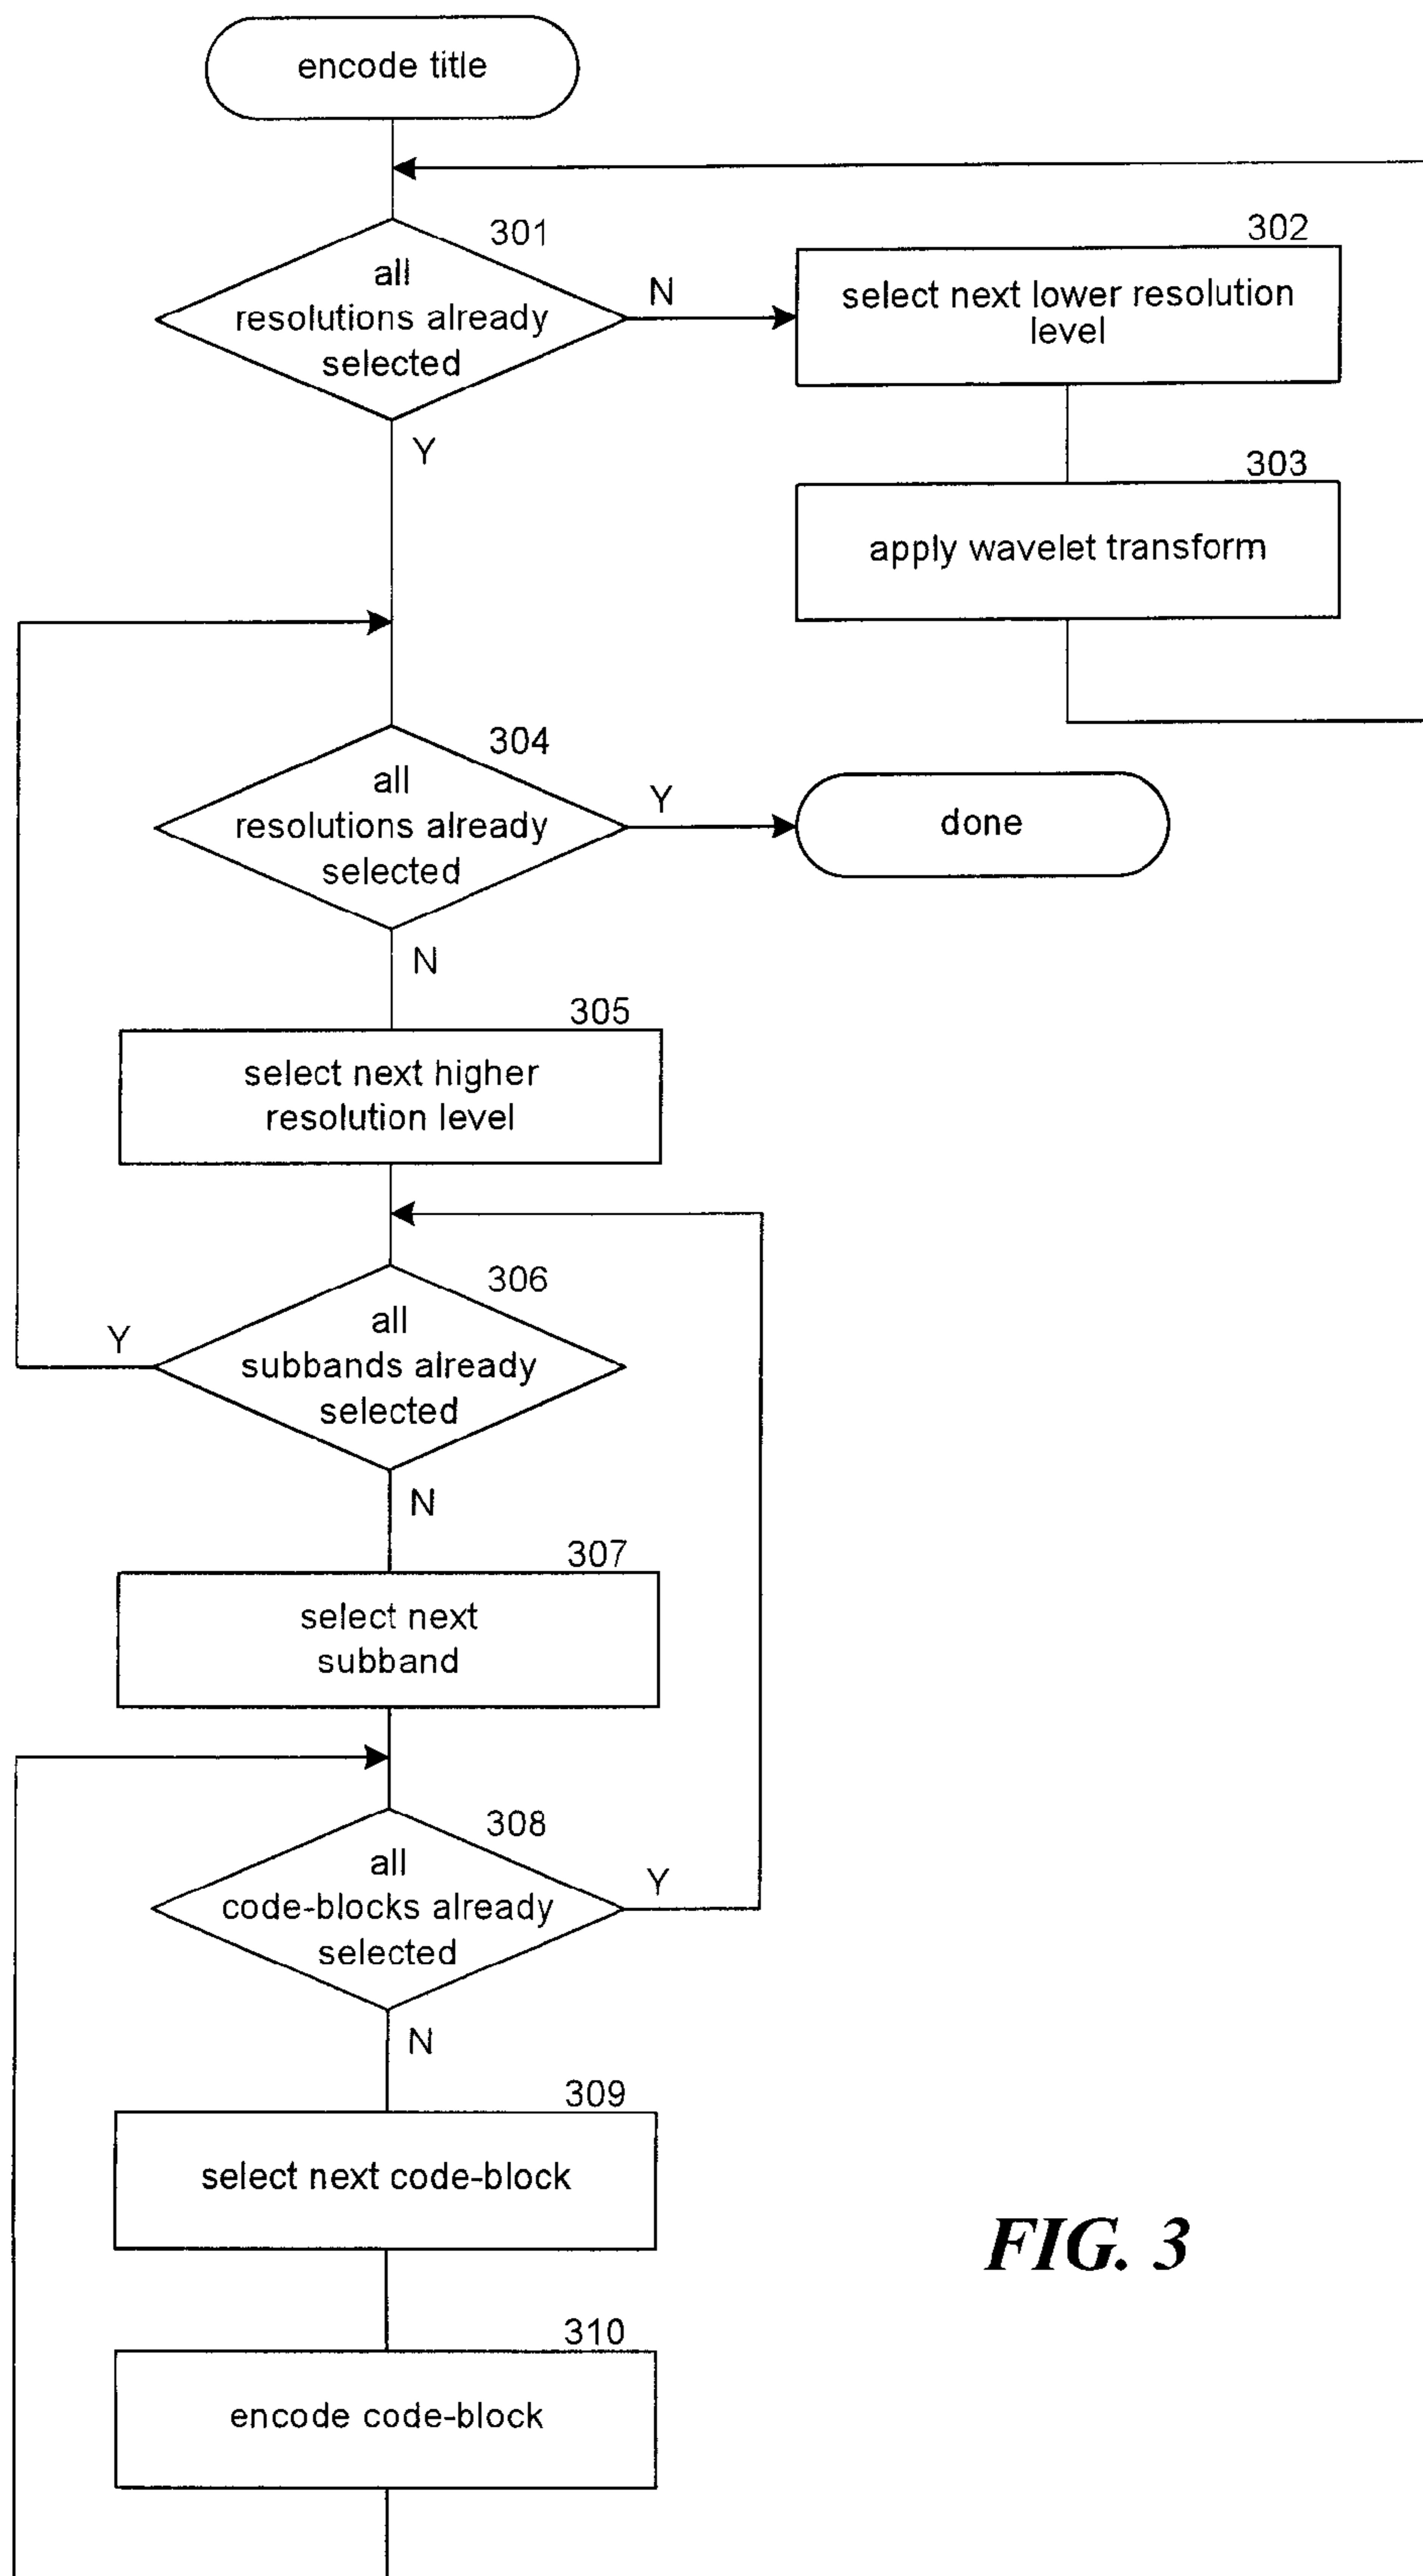 encode title
301
all
resolutions already
selected
N
Y
302
select next lower resolution
level
303
apply wavelet transform
304
all
resolutions already
selected
Y
N
done
305
select next higher
resolution level
306
all
subbands already
selected
Y
N
307
select next
subband
308
all
code-blocks already
selected
Y
N
309
select next code-block
310
encode code-block
FIG. 3